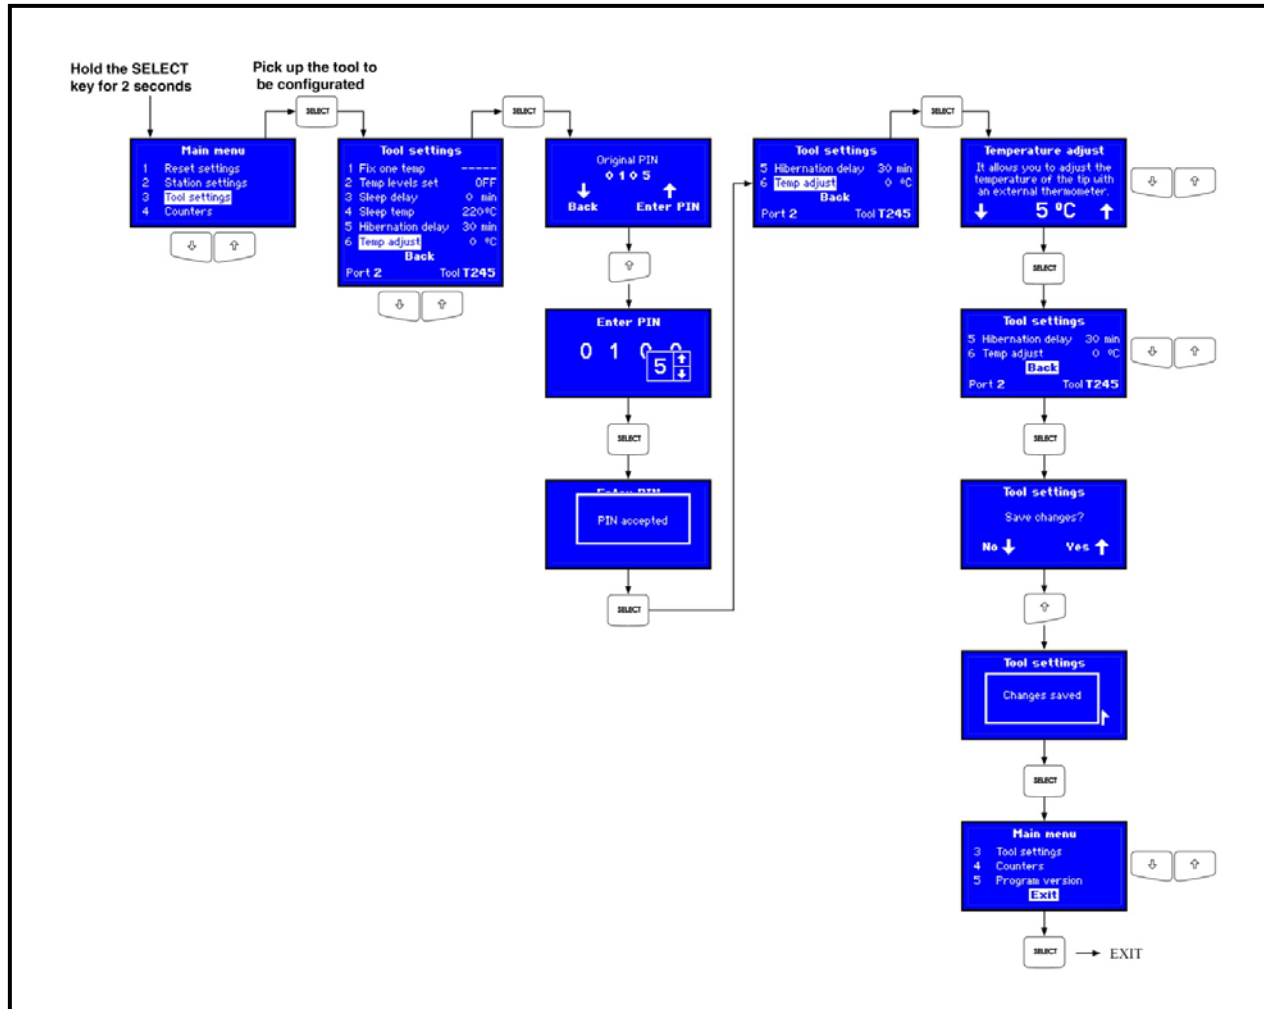 Hold the SELECT
key for 2 seconds
Pick up the tool to
be configurated
SELECT
Main menu
1 Reset settings
2 Station settings
3 Tool settings
4 Counters
Tool settings
1 Fix one temp -----
2 Temp levels set OFF
3 Sleep delay 0 min
4 Sleep temp 220ºC
5 Hibernation delay 30 min
6 Temp adjust 0 ºC
Back
Port 2 Tool T245
SELECT
Original PIN
0 1 0 5
Back Enter PIN
Enter PIN
0 1 0 0
5
SELECT
Enter PIN
PIN accepted
SELECT
Tool settings
5 Hibernation delay 30 min
6 Temp adjust 0 ºC
Back
Port 2 Tool T245
SELECT
Temperature adjust
It allows you to adjust the
temperature of the tip with
an external thermometer.
5 ºC
SELECT
Tool settings
5 Hibernation delay 30 min
6 Temp adjust 0 ºC
Back
Port 2 Tool T245
SELECT
Tool settings
Save changes?
No Yes
Tool settings
Changes saved
SELECT
Main menu
3 Tool settings
4 Counters
5 Program version
Exit
SELECT EXIT